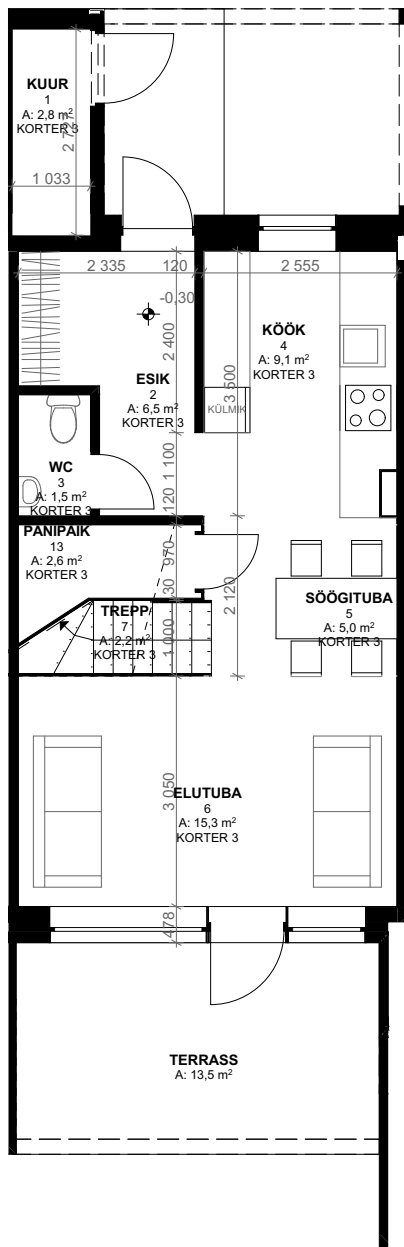 KUUR
1
A: 2,8 m²
KORTER 3
2 727
1 033
2 335
120
2 555
-0,30
2 400
KÖÖK
4
A: 9,1 m²
KORTER 3
ESIK
2
A: 6,5 m²
KORTER 3
KÜLMIK
3 500
WC
3
A: 1,5 m²
KORTER 3
1 100
120
PANIPAIK
13
A: 2,6 m²
KORTER 3
970
30
2 120
SÖÖGITUBA
5
A: 5,0 m²
KORTER 3
TREPP
7
A: 2,2 m²
KORTER 3
1 000
3 050
ELUTUBA
6
A: 15,3 m²
KORTER 3
478
TERRASS
A: 13,5 m²